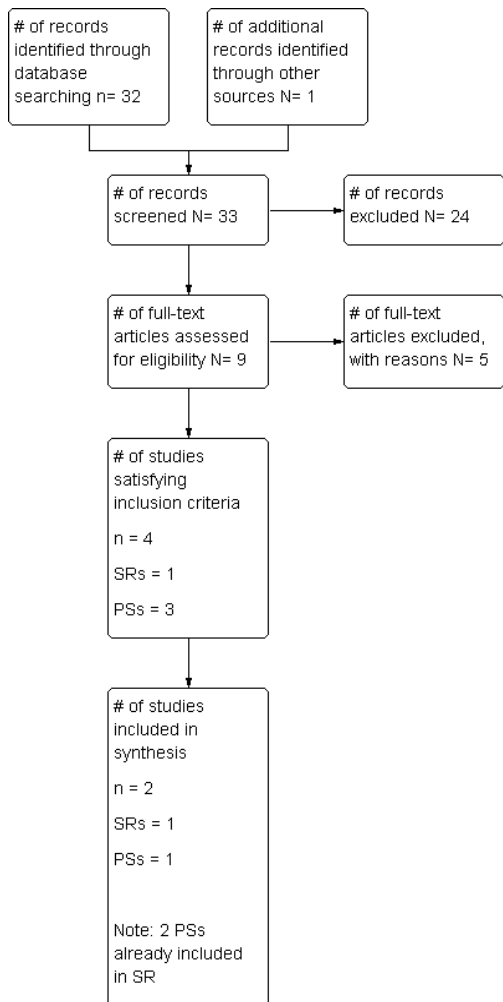 # of records
identified through
database
searching n= 32
# of additional
records identified
through other
sources N= 1
# of records
screened N= 33
# of records
excluded N= 24
# of full-text
articles assessed
for eligibility N= 9
# of full-text
articles excluded,
with reasons N= 5
# of studies
satisfying
inclusion criteria
n = 4
SRs = 1
PSs = 3
# of studies
included in
synthesis
n = 2
SRs = 1
PSs = 1
Note: 2 PSs
already included
in SR